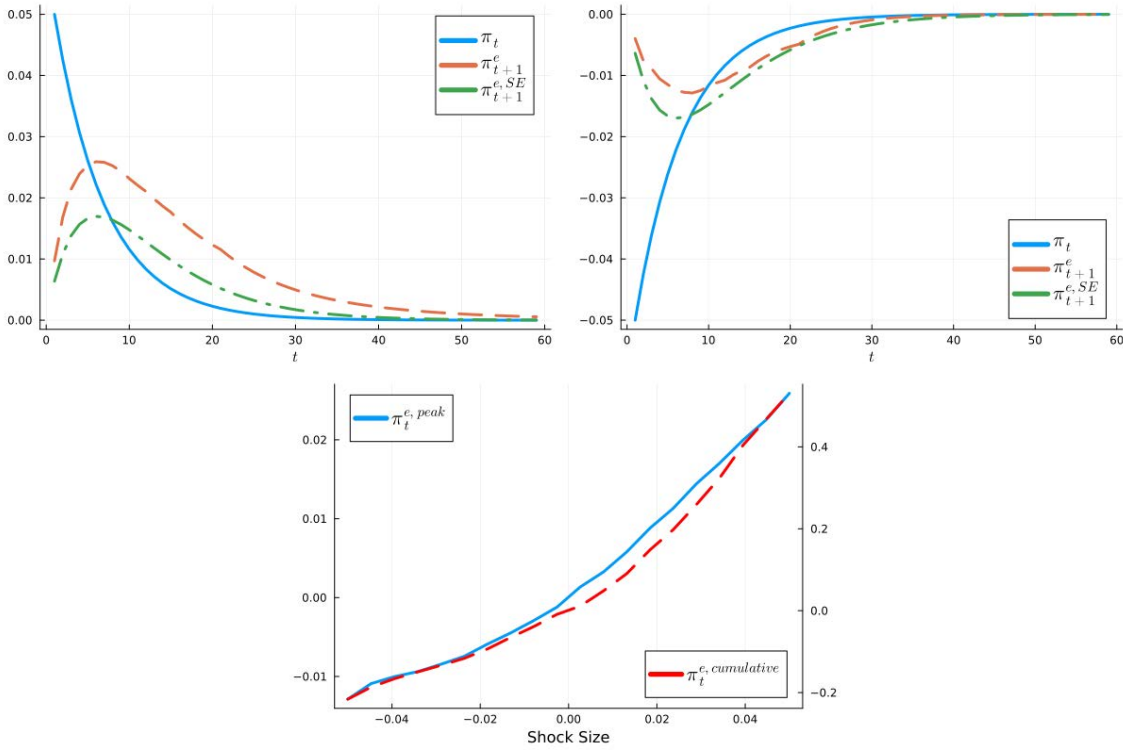 0.05
0.04
0.03
0.02
0.01
0.00
0 10 20 30 40 50 60
t
π_t
π^e_{t+1}
π^{e, SE}_{t+1}
0.00
−0.01
−0.02
−0.03
−0.04
−0.05
0 10 20 30 40 50 60
t
π_t
π^e_{t+1}
π^{e, SE}_{t+1}
π^{e, peak}_t
0.02
0.01
0.00
−0.01
0.4
0.2
0.0
−0.2
π^{e, cumulative}_t
−0.04 −0.02 0.00 0.02 0.04
Shock Size